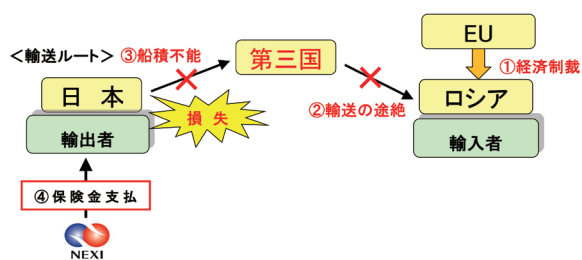 EU
＜輸送ルート＞
③船積不能
第三国
①経済制裁
日　本
ロシア
②輸送の途絶
損　失
輸出者
輸入者
④保険金支払
NEXI